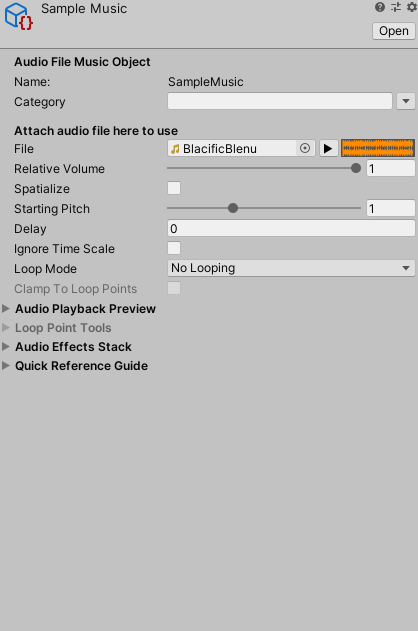 Sample Music
Open
Audio File Music Object
Name: SampleMusic
Category
Attach audio file here to use
File BlacificBlenu
Relative Volume 1
Spatialize
Starting Pitch 1
Delay 0
Ignore Time Scale
Loop Mode No Looping
Clamp To Loop Points
Audio Playback Preview
Loop Point Tools
Audio Effects Stack
Quick Reference Guide